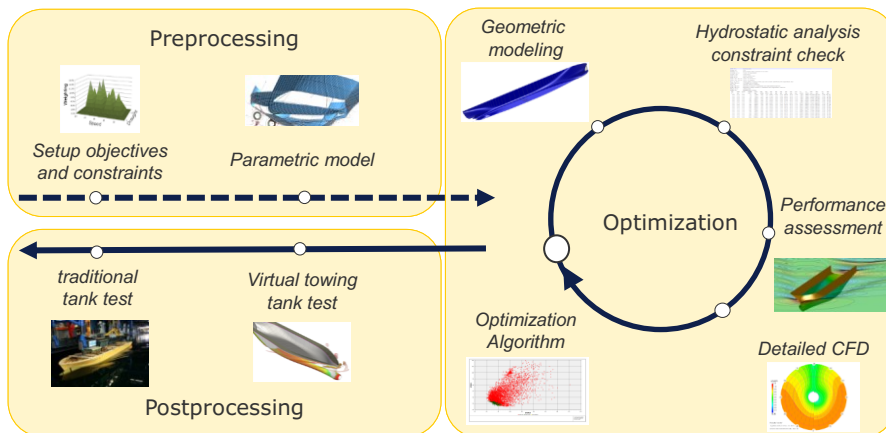 Preprocessing
Setup objectives
and constraints
Parametric model
Geometric
modeling
Hydrostatic analysis
constraint check
Optimization
Performance
assessment
Detailed CFD
Optimization
Algorithm
traditional
tank test
Virtual towing
tank test
Postprocessing